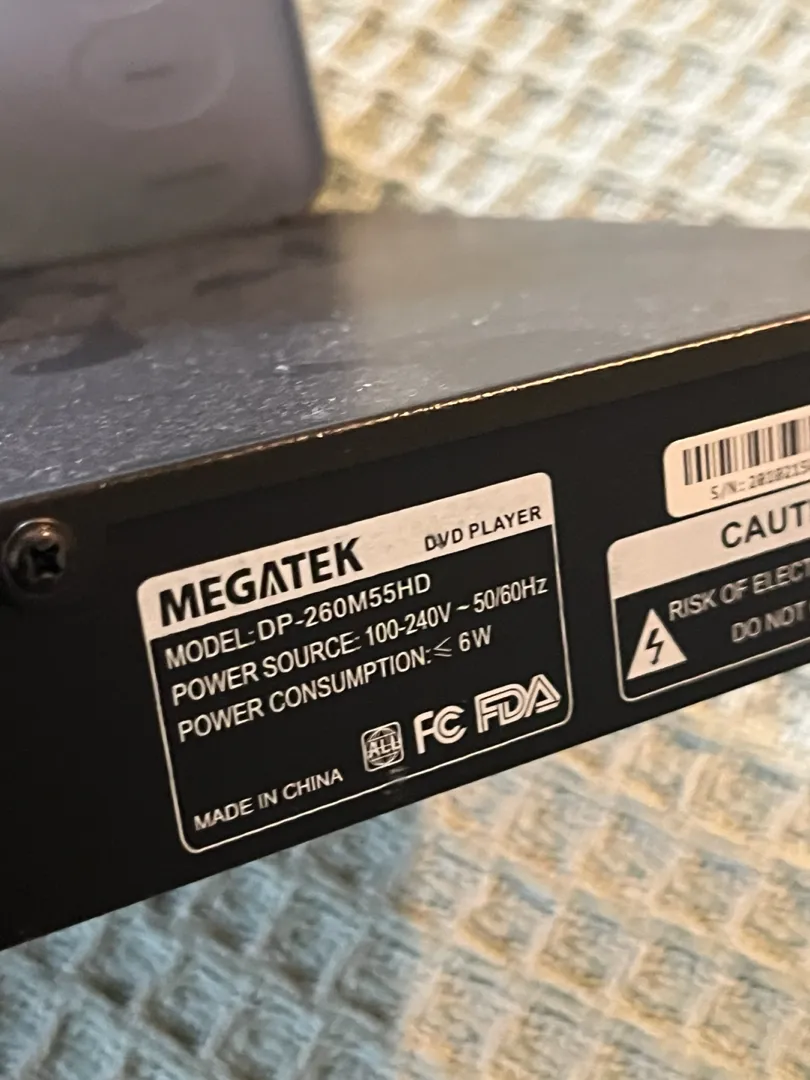 MEGATEK DVD PLAYER
MODEL: DP-260M55HD
POWER SOURCE: 100-240V ~ 50/60Hz
POWER CONSUMPTION: ≤ 6W
ALL FC FDA
MADE IN CHINA
S/N:
CAUT
RISK OF ELECT
DO NOT